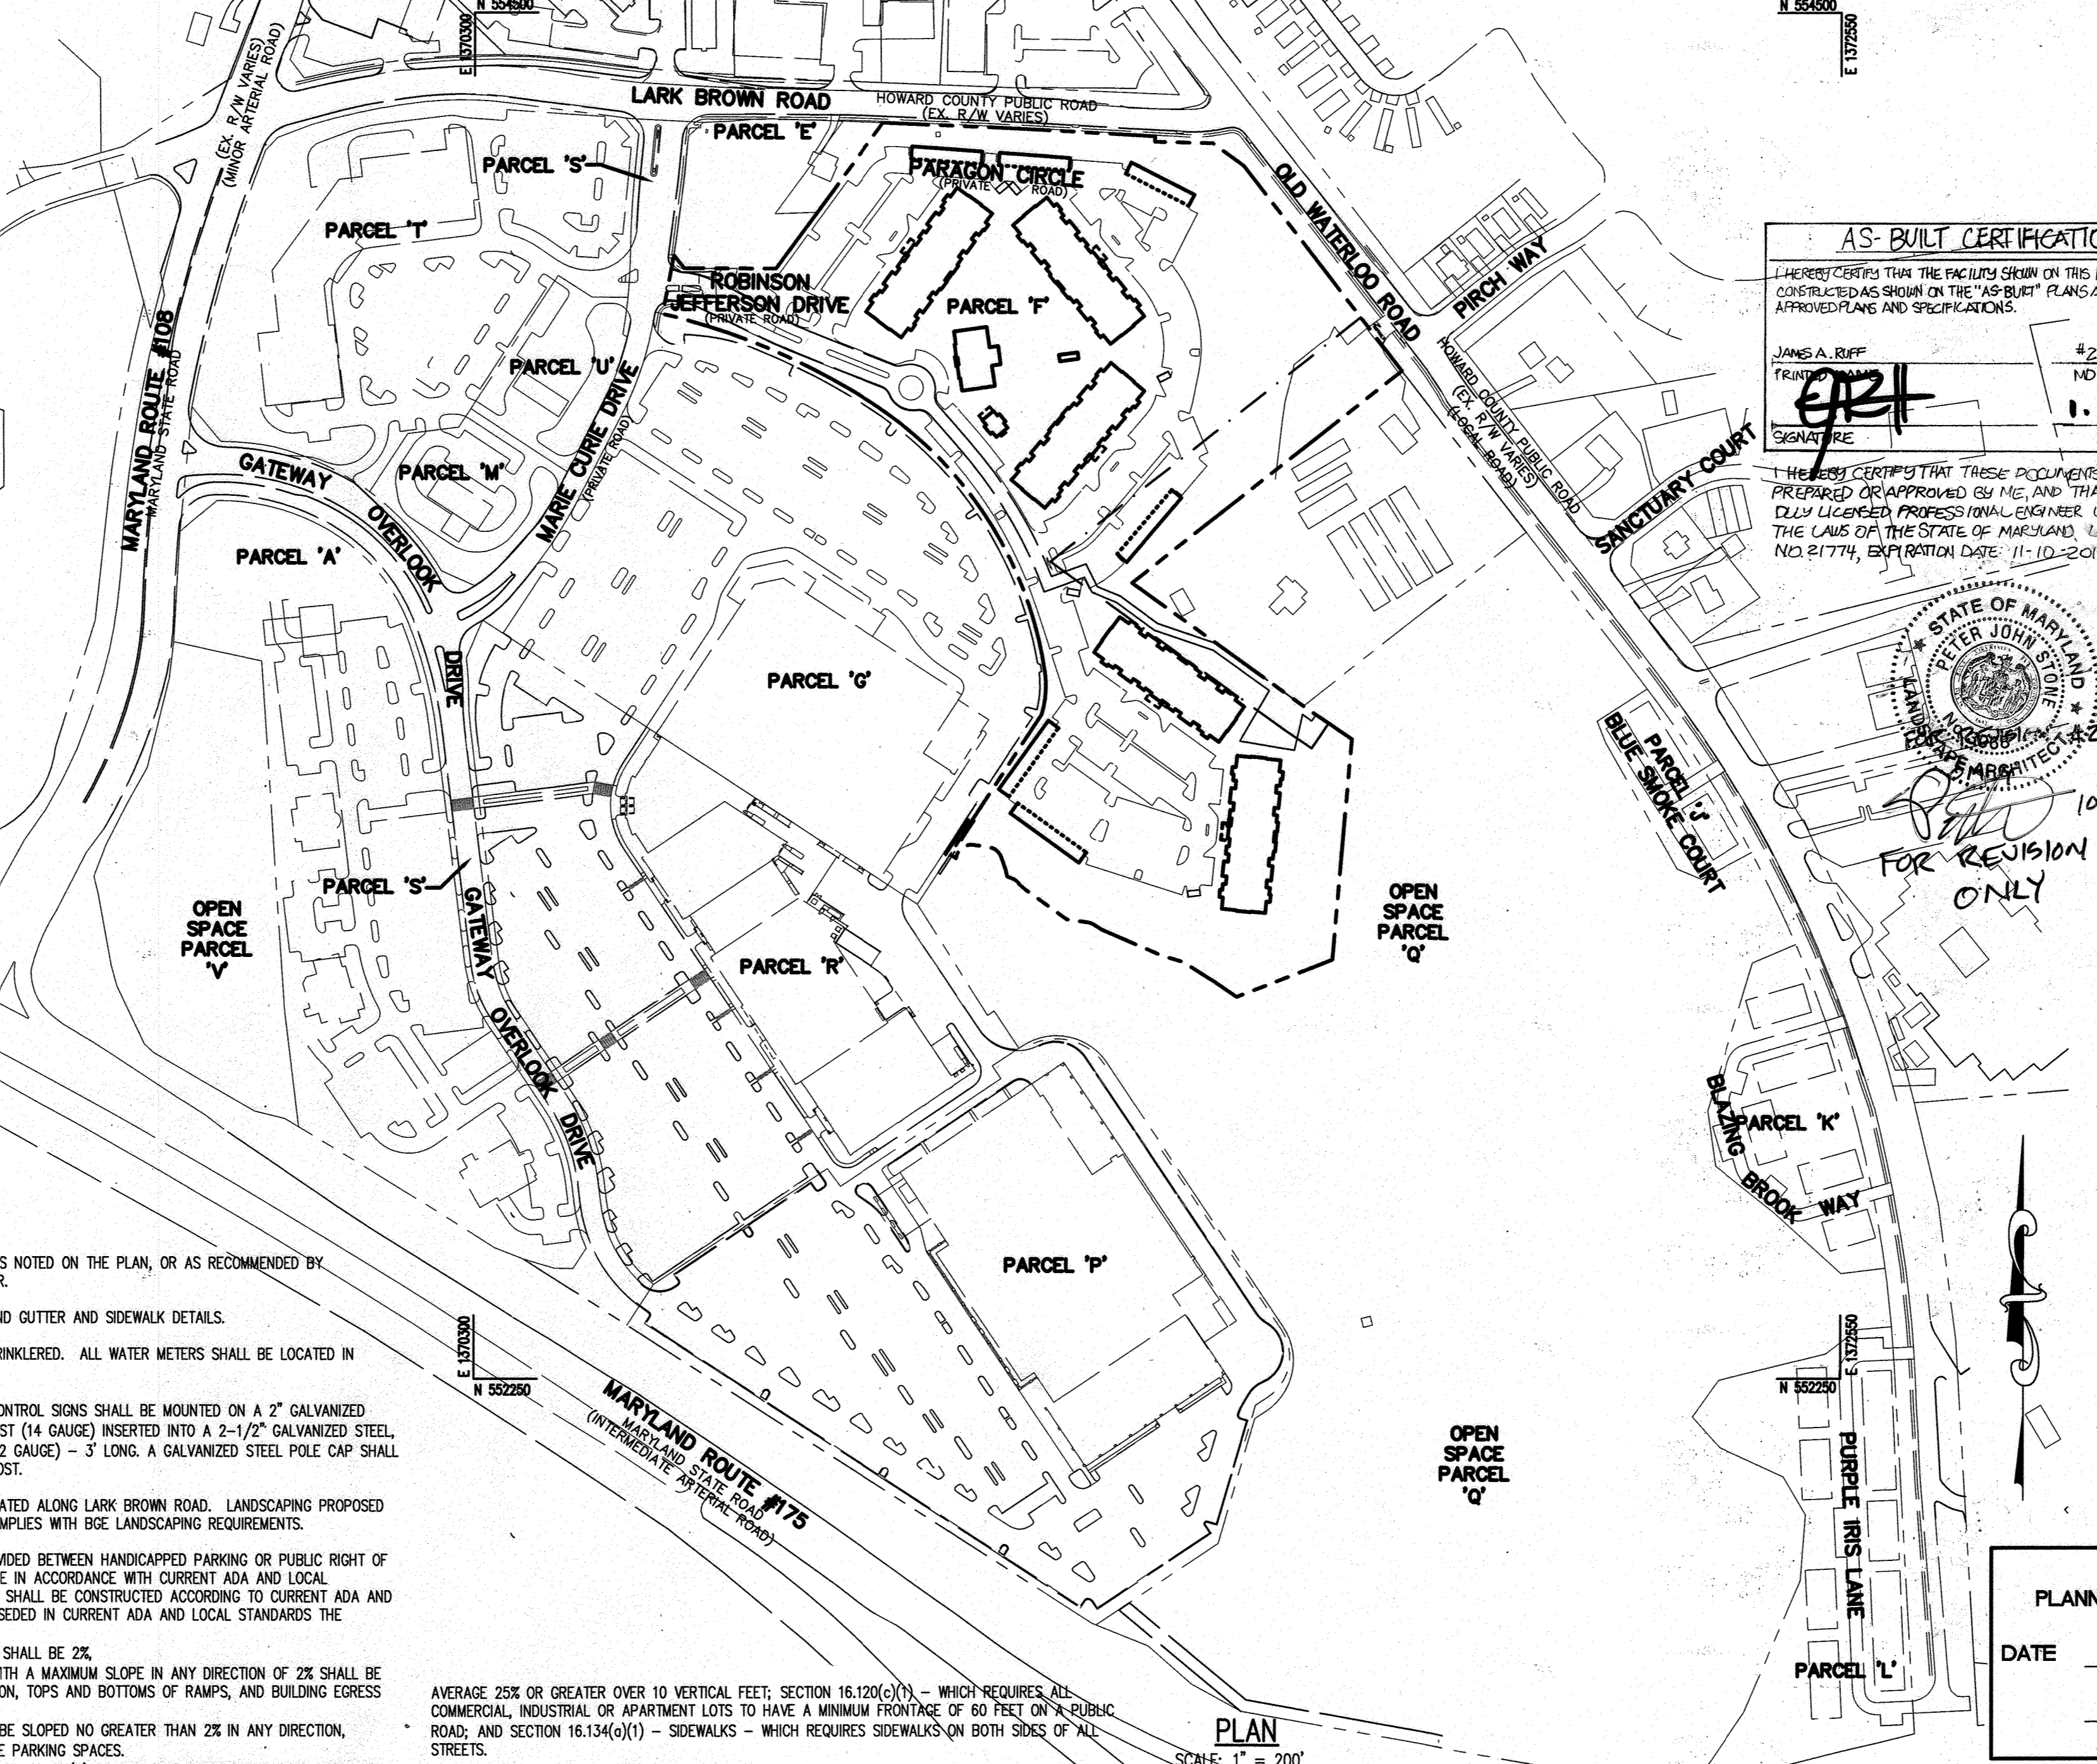 N 554500
E 1370300
N 554500
E 1372550
(EX. R/W VARIES)
(MINOR ARTERIAL ROAD)
LARK BROWN ROAD
HOWARD COUNTY PUBLIC ROAD
(EX. R/W VARIES)
PARCEL 'E'
PARCEL 'S'
PARAGON CIRCLE
(PRIVATE ROAD)
PARCEL 'T'
OLD WATERLOO ROAD
PIRCH WAY
ROBINSON
JEFFERSON DRIVE
(PRIVATE ROAD)
PARCEL 'F'
MARYLAND ROUTE #108
MARYLAND STATE ROAD
PARCEL 'U'
MARIE CURIE DRIVE
(PRIVATE ROAD)
HOWARD COUNTY PUBLIC ROAD
(EX. R/W VARIES)
(LOCAL ROAD)
GATEWAY
OVERLOOK
DRIVE
PARCEL 'M'
SANCTUARY COURT
PARCEL 'A'
PARCEL 'G'
PARCEL 'J'
BLUE SMOKE COURT
PARCEL 'S'
OPEN
SPACE
PARCEL
'V'
GATEWAY
OVERLOOK
DRIVE
PARCEL 'R'
OPEN
SPACE
PARCEL
'Q'
BLAZING
BROOK WAY
PARCEL 'K'
PARCEL 'P'
AS-BUILT CERTIFICATIO
I HEREBY CERTIFY THAT THE FACILITY SHOWN ON THIS
CONSTRUCTED AS SHOWN ON THE "AS-BUILT" PLANS
APPROVED PLANS AND SPECIFICATIONS.
JAMES A. RUFF
#2
PRINTED NAME
MD
1.
SIGNATURE
I HEREBY CERTIFY THAT THESE DOCUMENTS
PREPARED OR APPROVED BY ME, AND THA
DULY LICENSED PROFESSIONAL ENGINEER
THE LAWS OF THE STATE OF MARYLAND,
NO. 21774, EXPIRATION DATE: 11-10-201
STATE OF MARYLAND
PETER JOHN STONE
LANDSCAPE ARCHITECT
10
FOR REVISION
ONLY
S NOTED ON THE PLAN, OR AS RECOMMENDED BY
R.
ND GUTTER AND SIDEWALK DETAILS.
RINKLERED. ALL WATER METERS SHALL BE LOCATED IN
ONTROL SIGNS SHALL BE MOUNTED ON A 2" GALVANIZED
ST (14 GAUGE) INSERTED INTO A 2-1/2" GALVANIZED STEEL,
2 GAUGE) - 3' LONG. A GALVANIZED STEEL POLE CAP SHALL
OST.
ATED ALONG LARK BROWN ROAD. LANDSCAPING PROPOSED
MPLIES WITH BGE LANDSCAPING REQUIREMENTS.
VIDED BETWEEN HANDICAPPED PARKING OR PUBLIC RIGHT OF
E IN ACCORDANCE WITH CURRENT ADA AND LOCAL
SHALL BE CONSTRUCTED ACCORDING TO CURRENT ADA AND
SEDED IN CURRENT ADA AND LOCAL STANDARDS THE
SHALL BE 2%,
ITH A MAXIMUM SLOPE IN ANY DIRECTION OF 2% SHALL BE
ON, TOPS AND BOTTOMS OF RAMPS, AND BUILDING EGRESS
BE SLOPED NO GREATER THAN 2% IN ANY DIRECTION,
E PARKING SPACES.
E 1370300
N 552250
MARYLAND ROUTE #175
MARYLAND STATE ROAD
(INTERMEDIATE ARTERIAL ROAD)
OPEN
SPACE
PARCEL
'Q'
E 1372550
N 552250
PURPLE IRIS LANE
PARCEL 'L'
PLANN
DATE
AVERAGE 25% OR GREATER OVER 10 VERTICAL FEET; SECTION 16.120(c)(1) - WHICH REQUIRES ALL
COMMERCIAL, INDUSTRIAL OR APARTMENT LOTS TO HAVE A MINIMUM FRONTAGE OF 60 FEET ON A PUBLIC
ROAD; AND SECTION 16.134(a)(1) - SIDEWALKS - WHICH REQUIRES SIDEWALKS ON BOTH SIDES OF ALL
STREETS.
PLAN
SCALE: 1" = 200'